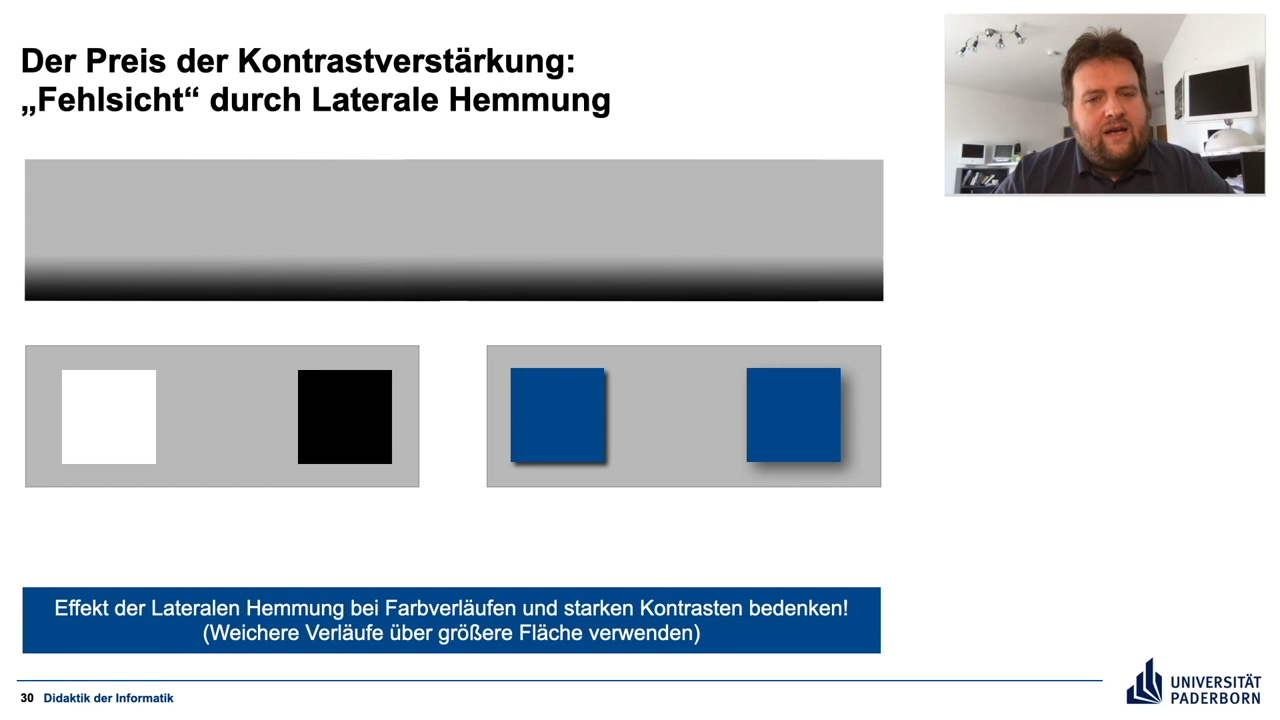 Der Preis der Kontrastverstärkung:
„Fehlsicht“ durch Laterale Hemmung
Effekt der Lateralen Hemmung bei Farbverläufen und starken Kontrasten bedenken!
(Weichere Verläufe über größere Fläche verwenden)
30 Didaktik der Informatik
UNIVERSITÄT
PADERBORN